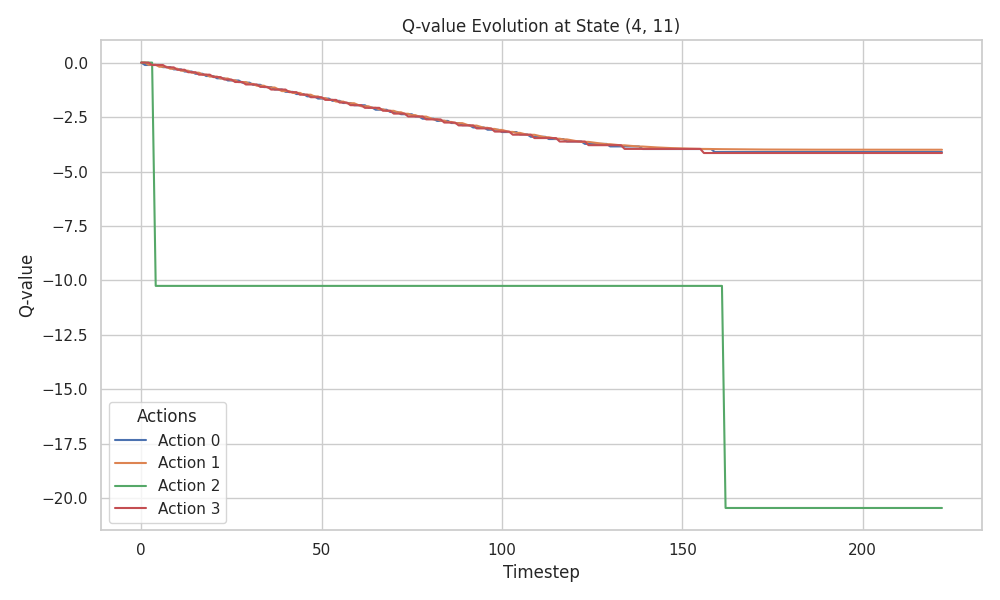 Q-value Evolution at State (4, 11)
0.0
−2.5
−5.0
−7.5
−10.0
−12.5
−15.0
−17.5
−20.0
Q-value
Actions
Action 0
Action 1
Action 2
Action 3
0 50 100 150 200
Timestep